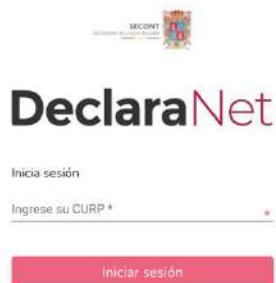 SECONT
DeclaraNet
Inicia sesión
Ingrese su CURP *
*
Iniciar sesión